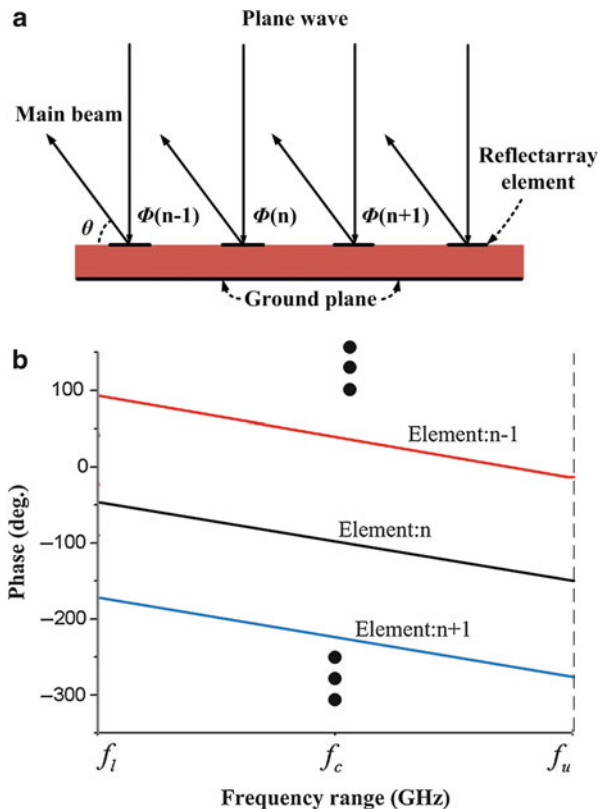 a
Plane wave
Main beam
Reflectarray
element
θ
Φ(n-1)
Φ(n)
Φ(n+1)
Ground plane
b
100
0
−100
−200
−300
Phase (deg.)
Element:n-1
Element:n
Element:n+1
f_l
f_c
f_u
Frequency range (GHz)